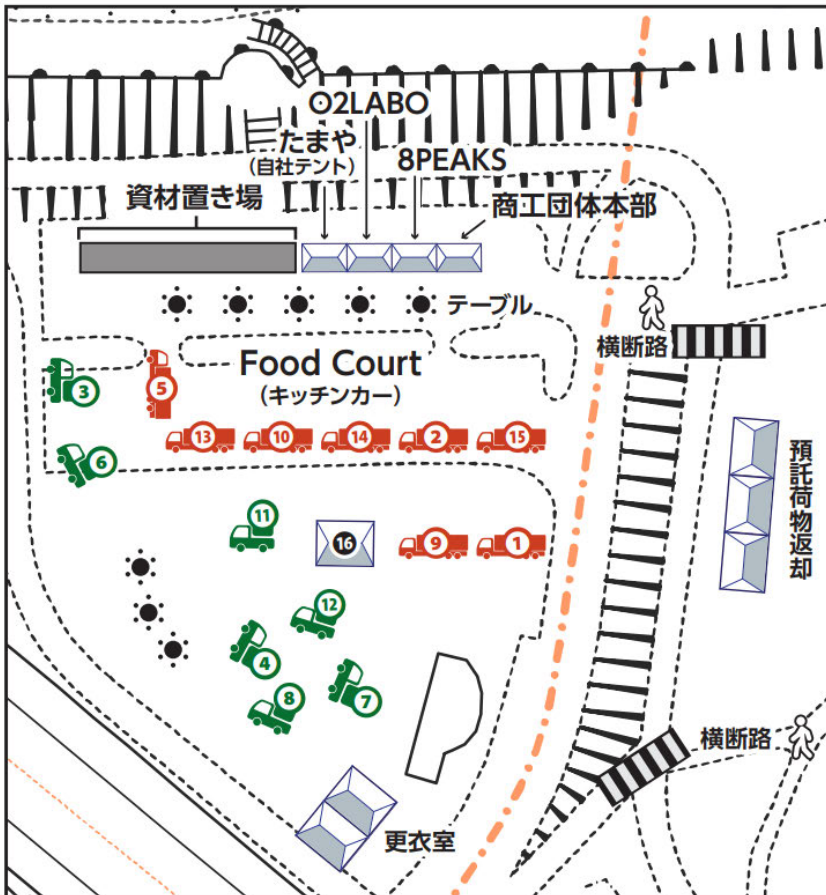 O2LABO
たまや
(自社テント)
8PEAKS
資材置き場
商工団体本部
テーブル
横断路
Food Court
(キッチンカー)
3
5
13
10
14
2
15
6
預託荷物返却
11
16
9
1
12
4
8
7
横断路
更衣室